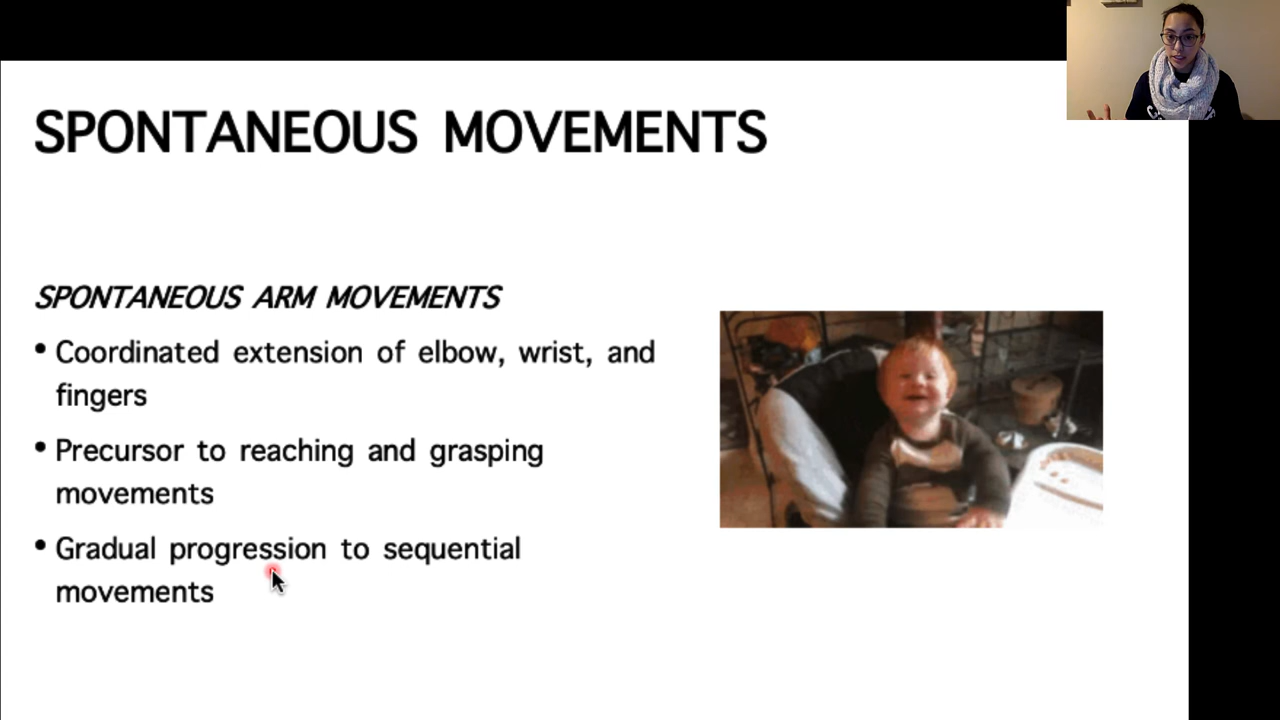 SPONTANEOUS MOVEMENTS
SPONTANEOUS ARM MOVEMENTS
• Coordinated extension of elbow, wrist, and
fingers
• Precursor to reaching and grasping
movements
• Gradual progression to sequential
movements